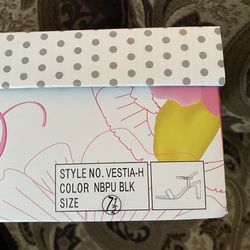 STYLE NO. VESTIA-H
COLOR NBPU BLK
SIZE 7½